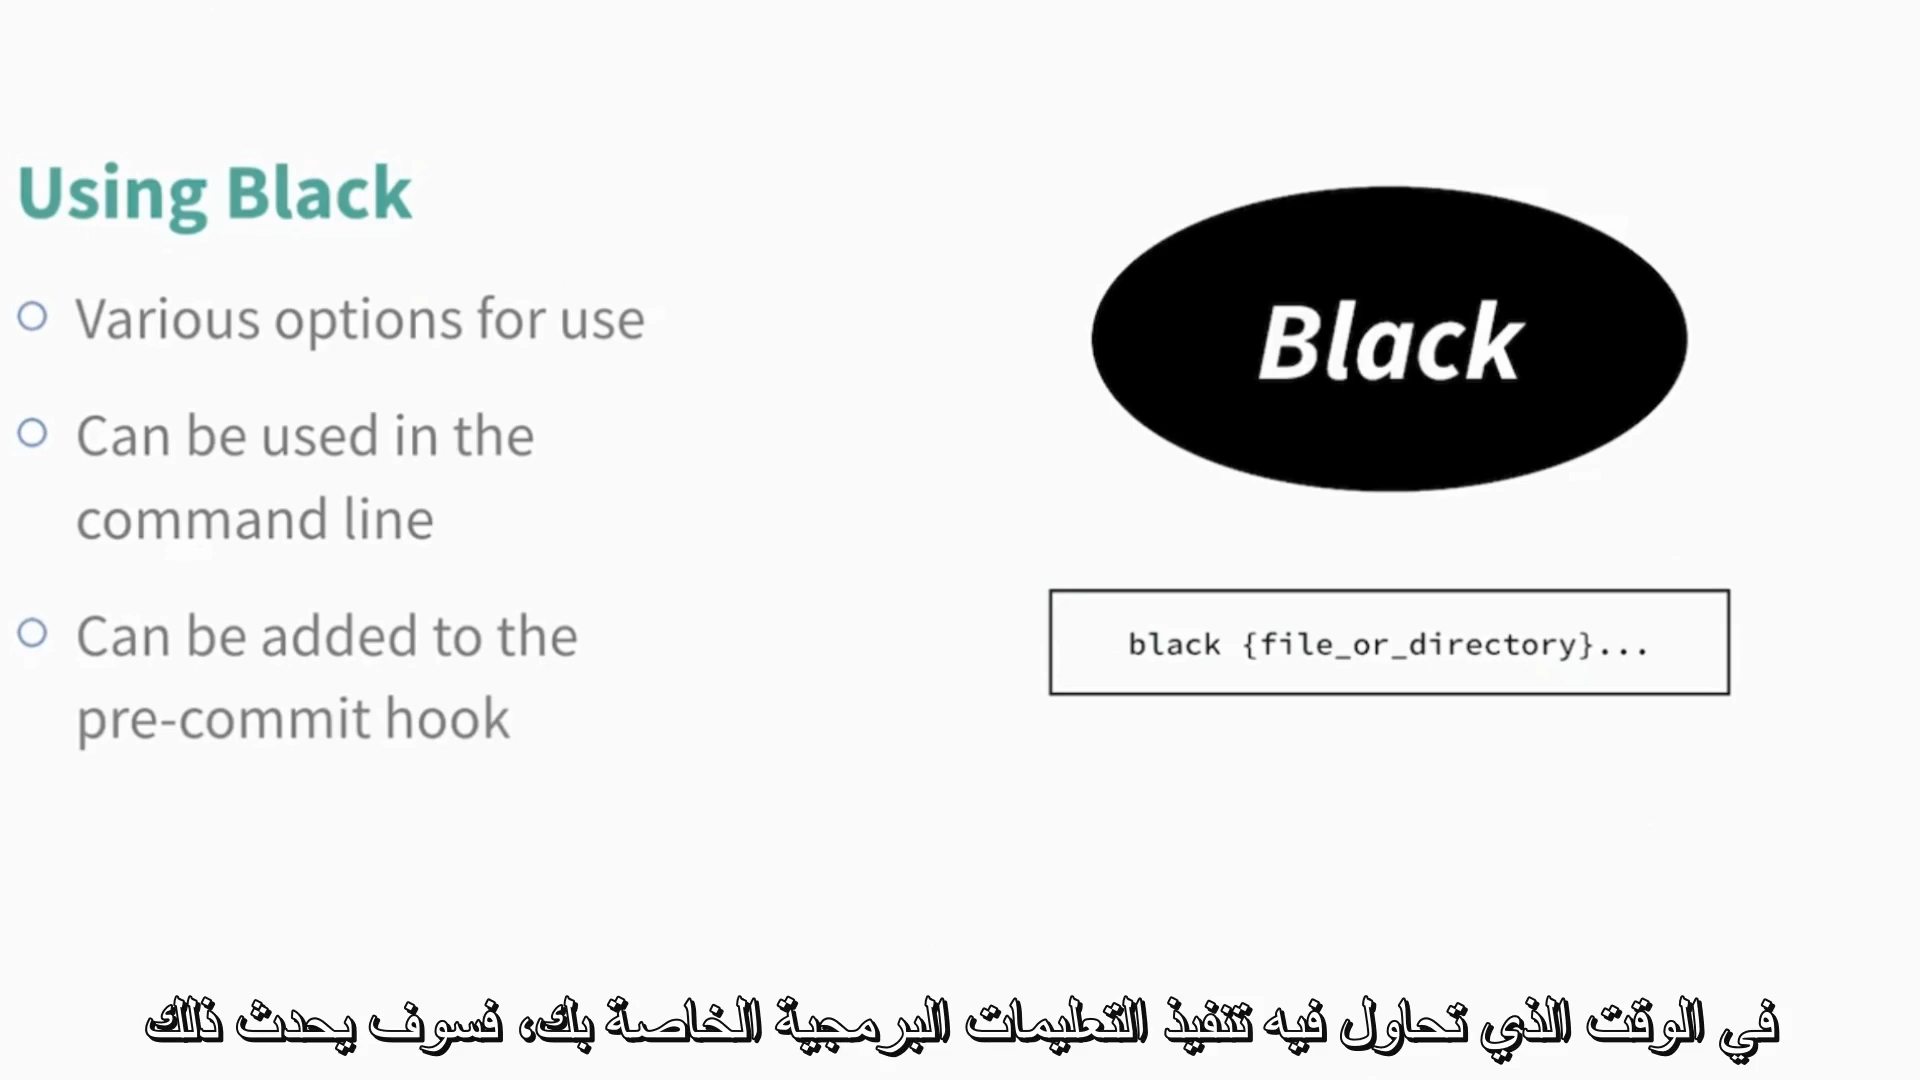 Using Black
Various options for use
Can be used in the
command line
Can be added to the
pre-commit hook
Black
black {file_or_directory}...
في الوقت الذي تحاول فيه تنفيذ التعليمات البرمجية الخاصة بك، فسوف يحدث ذلك